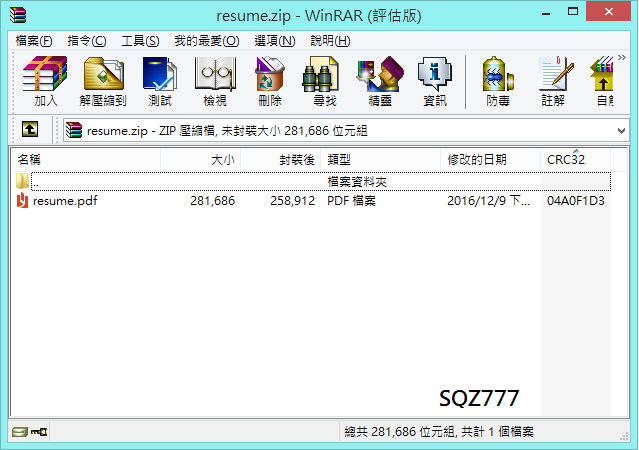 resume.zip - WinRAR (評估版)
檔案(F) 指令(C) 工具(S) 我的最愛(O) 選項(N) 說明(H)
加入 解壓縮到 測試 檢視 刪除 尋找 精靈 資訊 防毒 註解 自解
resume.zip - ZIP 壓縮檔, 未封裝大小 281,686 位元組
名稱 大小 封裝後 類型 修改的日期 CRC32
.. 檔案資料夾
resume.pdf 281,686 258,912 PDF 檔案 2016/12/9 下... 04A0F1D3
SQZ777
總共 281,686 位元組, 共計 1 個檔案